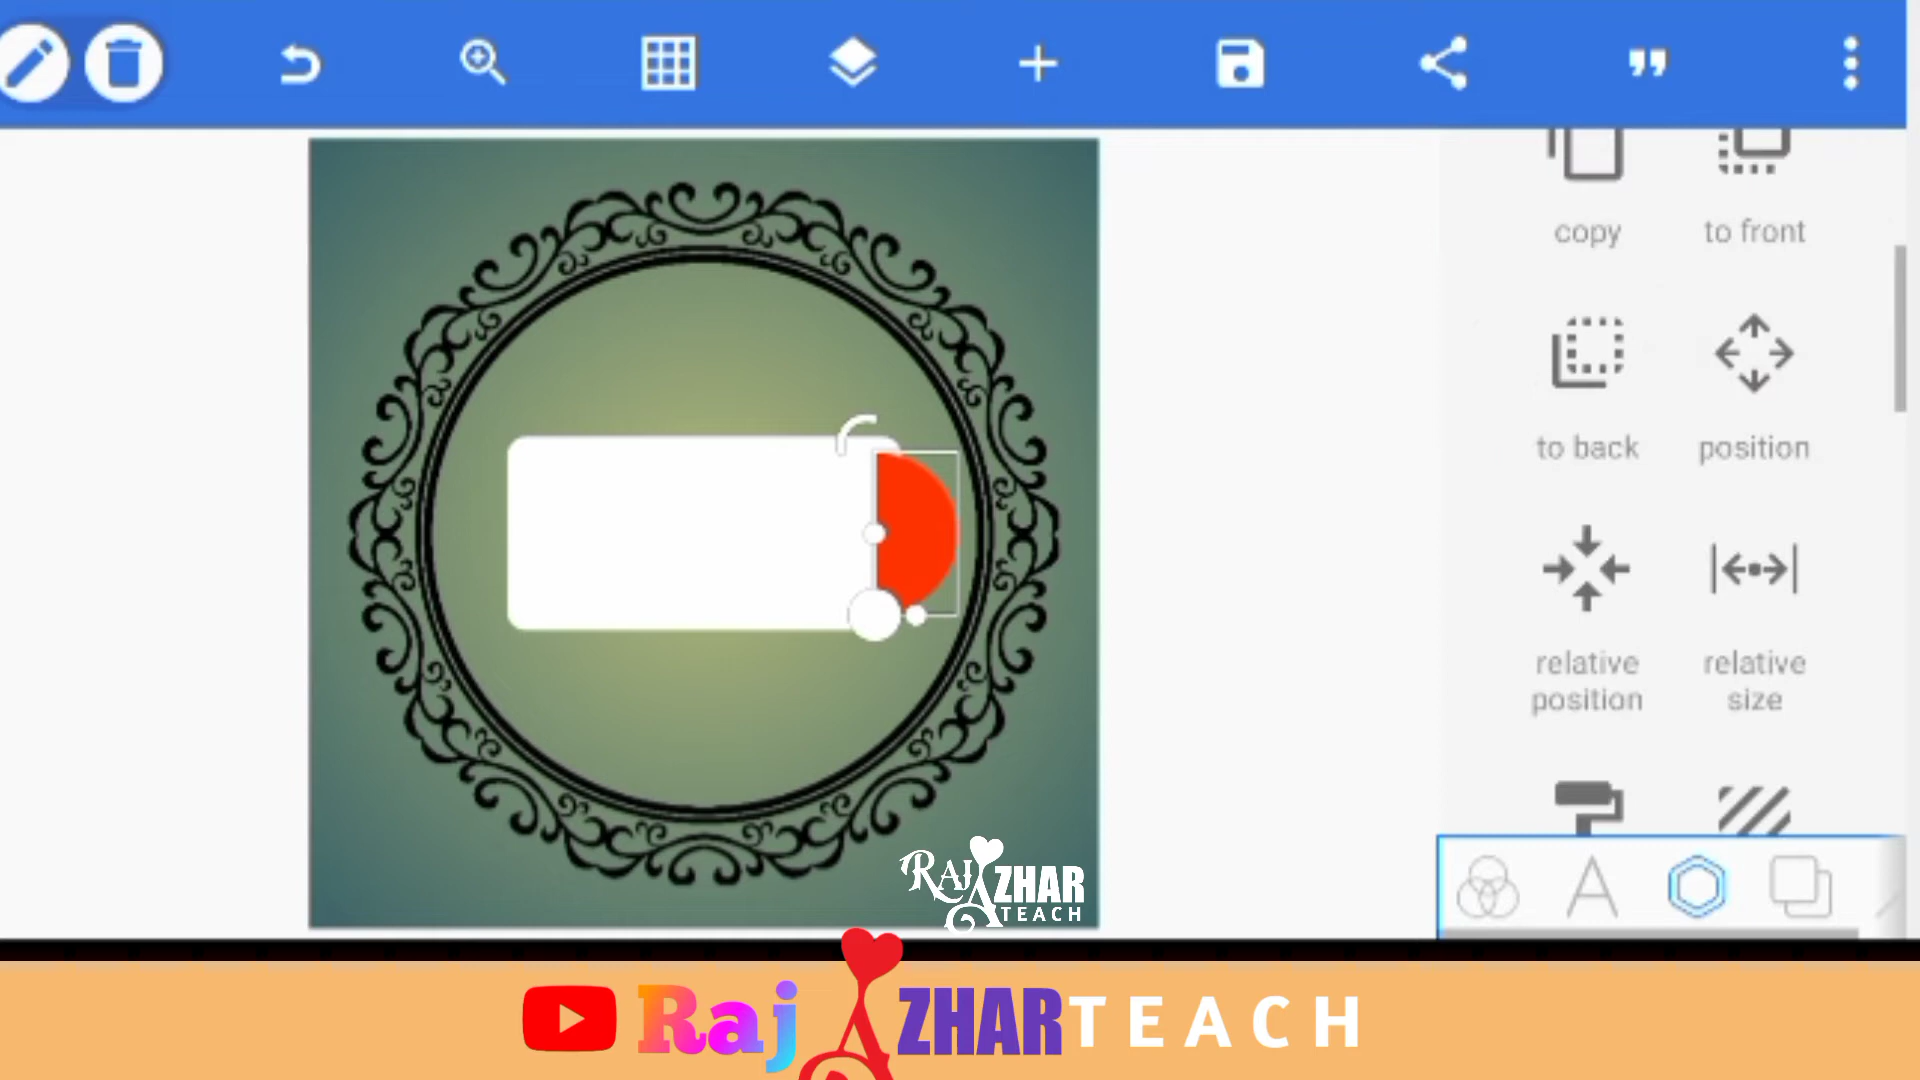 copy
to front
to back
position
relative
position
relative
size
RAJ AZHAR
TEACH
Raj AZHAR TEACH